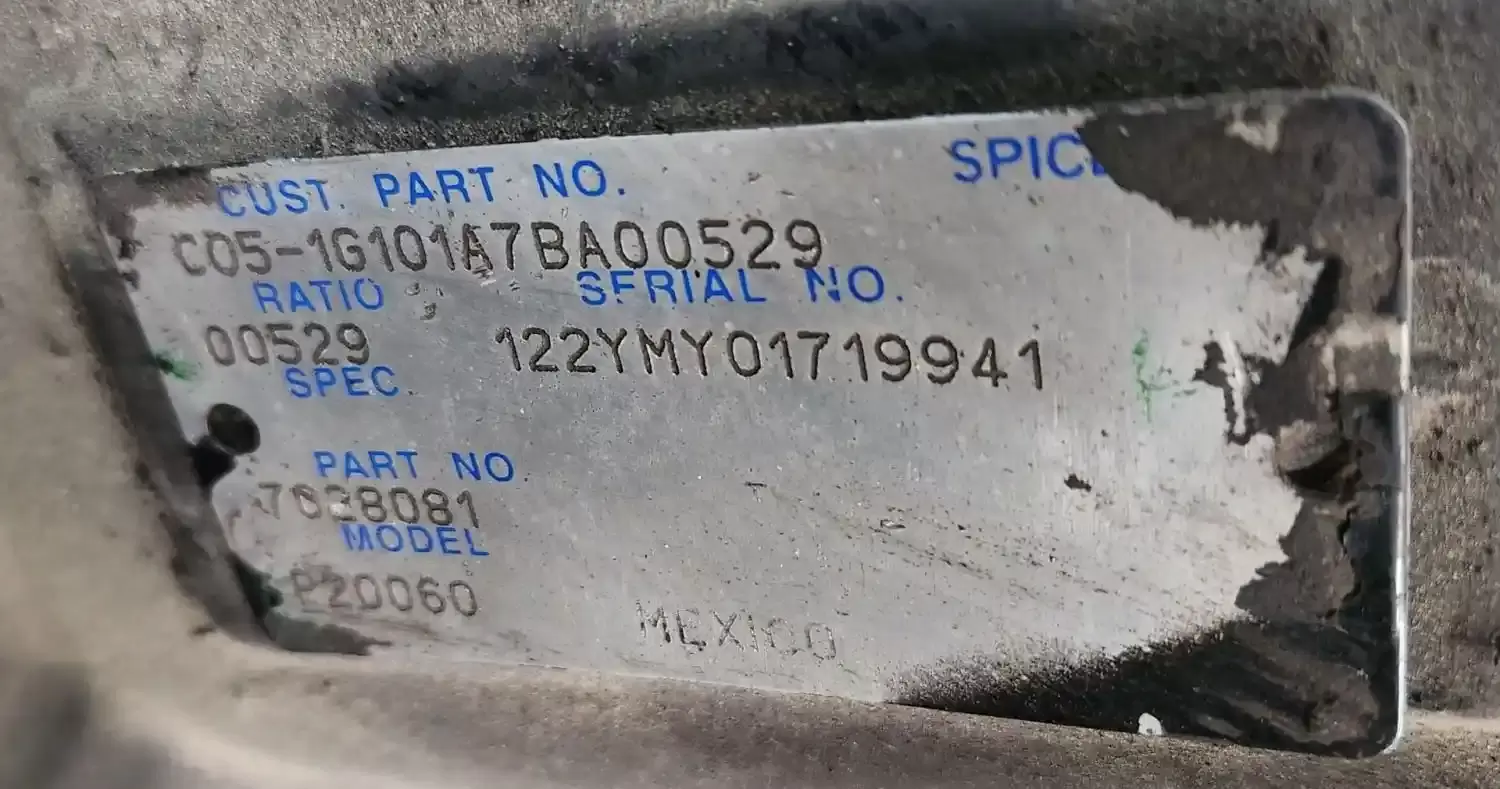 CUST. PART NO. SPIC
C05-1G101A7BA00529
RATIO SERIAL NO.
00529 122YMY01719941
SPEC.
PART NO
MODEL
P20060
MEXICO